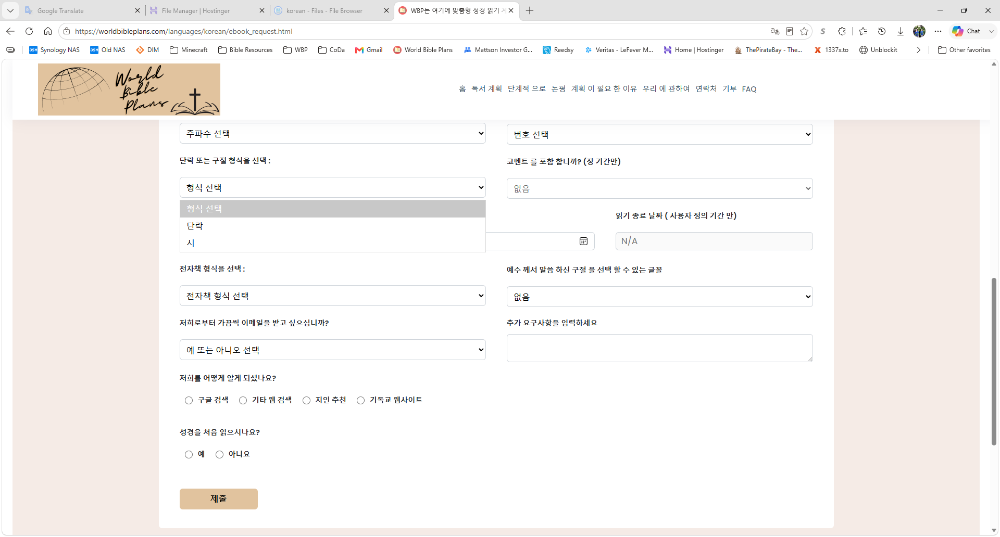 Google Translate
File Manager | Hostinger
korean - Files - File Browser
WBP는 여기에 맞춤형 성경 읽기
https://worldbibleplans.com/languages/korean/ebook_request.html
Chat
Synology NAS
Old NAS
DIM
Minecraft
Bible Resources
WBP
CoDa
Gmail
World Bible Plans
Mattson Investor G...
Reedsy
Veritas - LeFever M...
Home | Hostinger
ThePirateBay - The...
1337x.to
Unblockit
Other favorites
World
Bible
Plans
홈 독서 계획 단계적 으로 논평 계획 이 필요 한 이유 우리 에 관하여 연락처 기부 FAQ
주파수 선택
번호 선택
단락 또는 구절 형식을 선택 :
코멘트 를 포함 합니까? (장 기간만)
형식 선택
없음
형식 선택
단락
시
읽기 종료 날짜 ( 사용자 정의 기간 만)
N/A
전자책 형식을 선택 :
예수 께서 말씀 하신 구절 을 선택 할 수 있는 글꼴
전자책 형식 선택
없음
저희로부터 가끔씩 이메일을 받고 싶으십니까?
추가 요구사항을 입력하세요
예 또는 아니오 선택
저희를 어떻게 알게 되셨나요?
구글 검색 기타 웹 검색 지인 추천 기독교 웹사이트
성경을 처음 읽으시나요?
예 아니요
제출